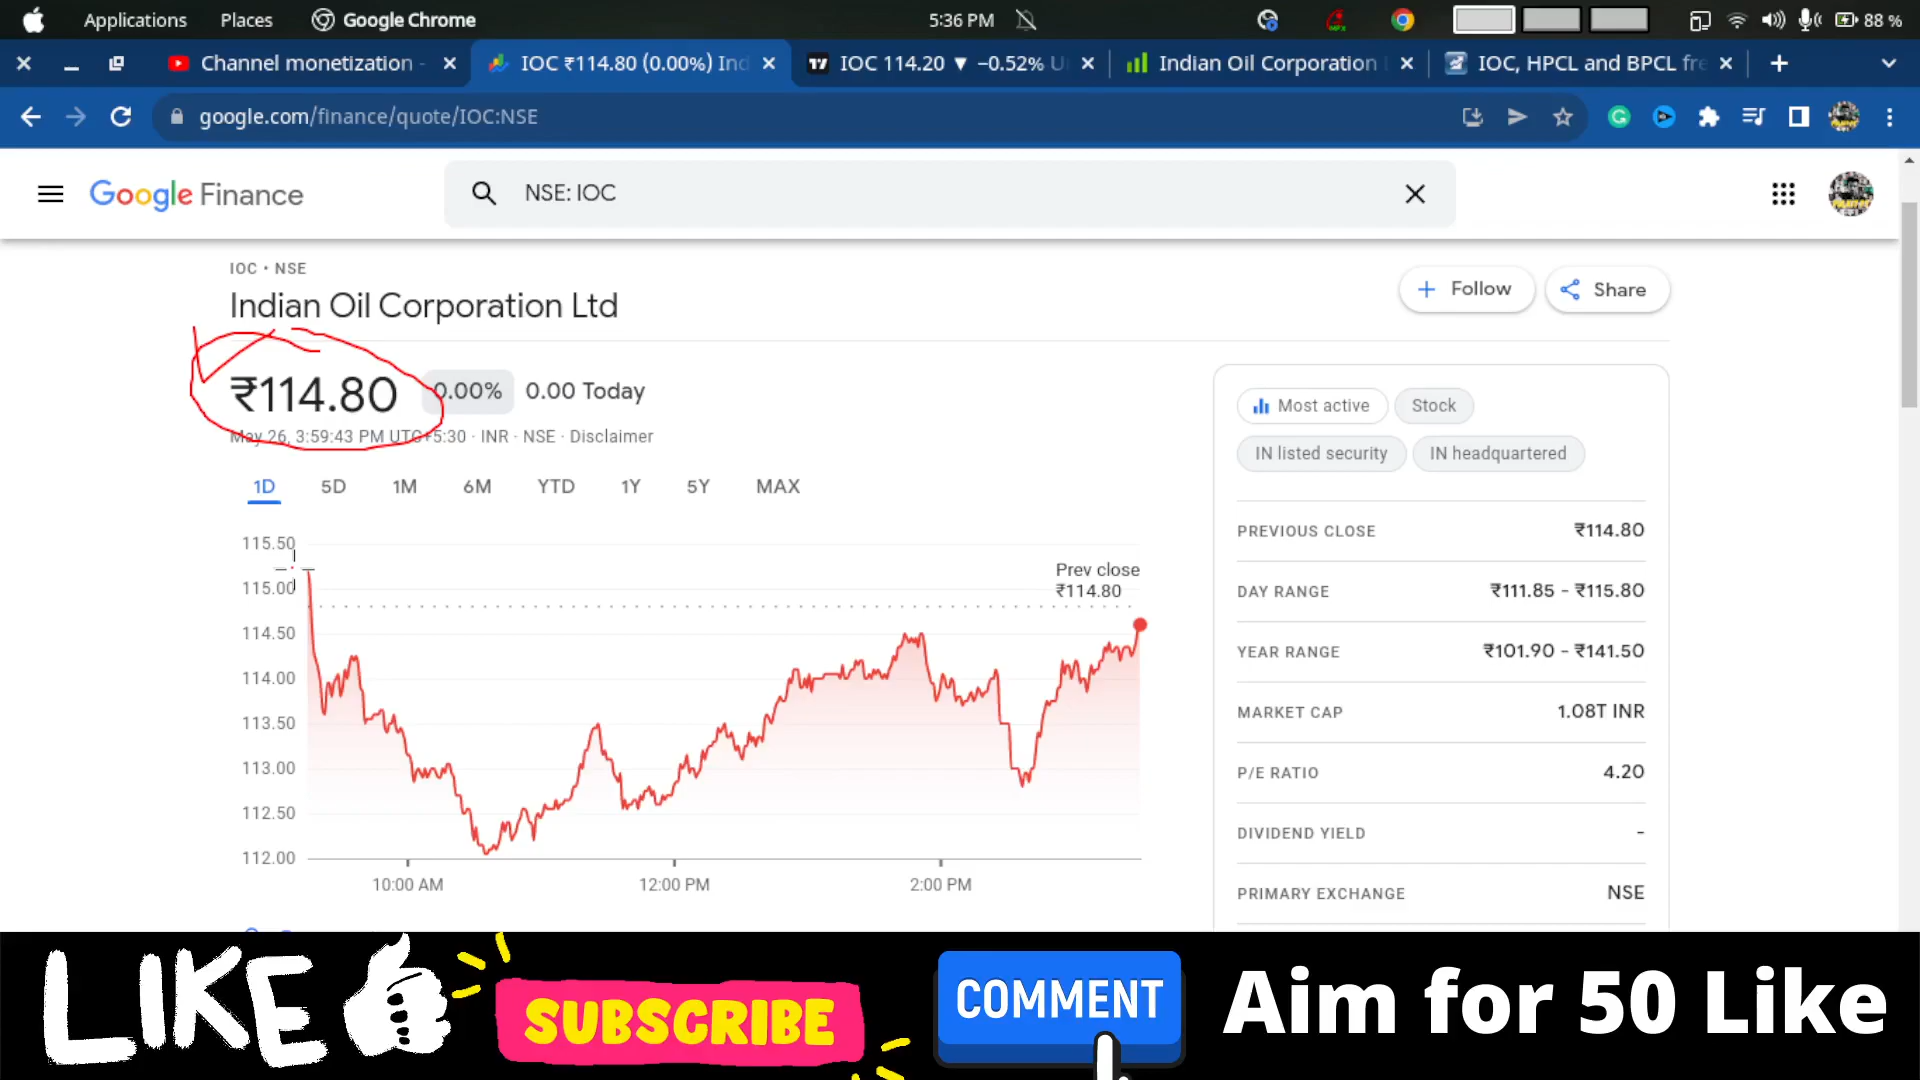 Applications Places Google Chrome 5:36 PM 88 %
Channel monetization - IOC ₹114.80 (0.00%) Ind IOC 114.20 ▼ −0.52% U Indian Oil Corporation IOC, HPCL and BPCL fre
google.com/finance/quote/IOC:NSE
Google Finance NSE: IOC
IOC • NSE
Indian Oil Corporation Ltd
+ Follow Share
₹114.80 0.00% 0.00 Today
May 26, 3:59:43 PM UTC+5:30 · INR · NSE · Disclaimer
1D 5D 1M 6M YTD 1Y 5Y MAX
115.50
115.00
114.50
114.00
113.50
113.00
112.50
112.00
Prev close
₹114.80
10:00 AM 12:00 PM 2:00 PM
Most active Stock
IN listed security IN headquartered
PREVIOUS CLOSE ₹114.80
DAY RANGE ₹111.85 - ₹115.80
YEAR RANGE ₹101.90 - ₹141.50
MARKET CAP 1.08T INR
P/E RATIO 4.20
DIVIDEND YIELD -
PRIMARY EXCHANGE NSE
LIKE SUBSCRIBE COMMENT Aim for 50 Like